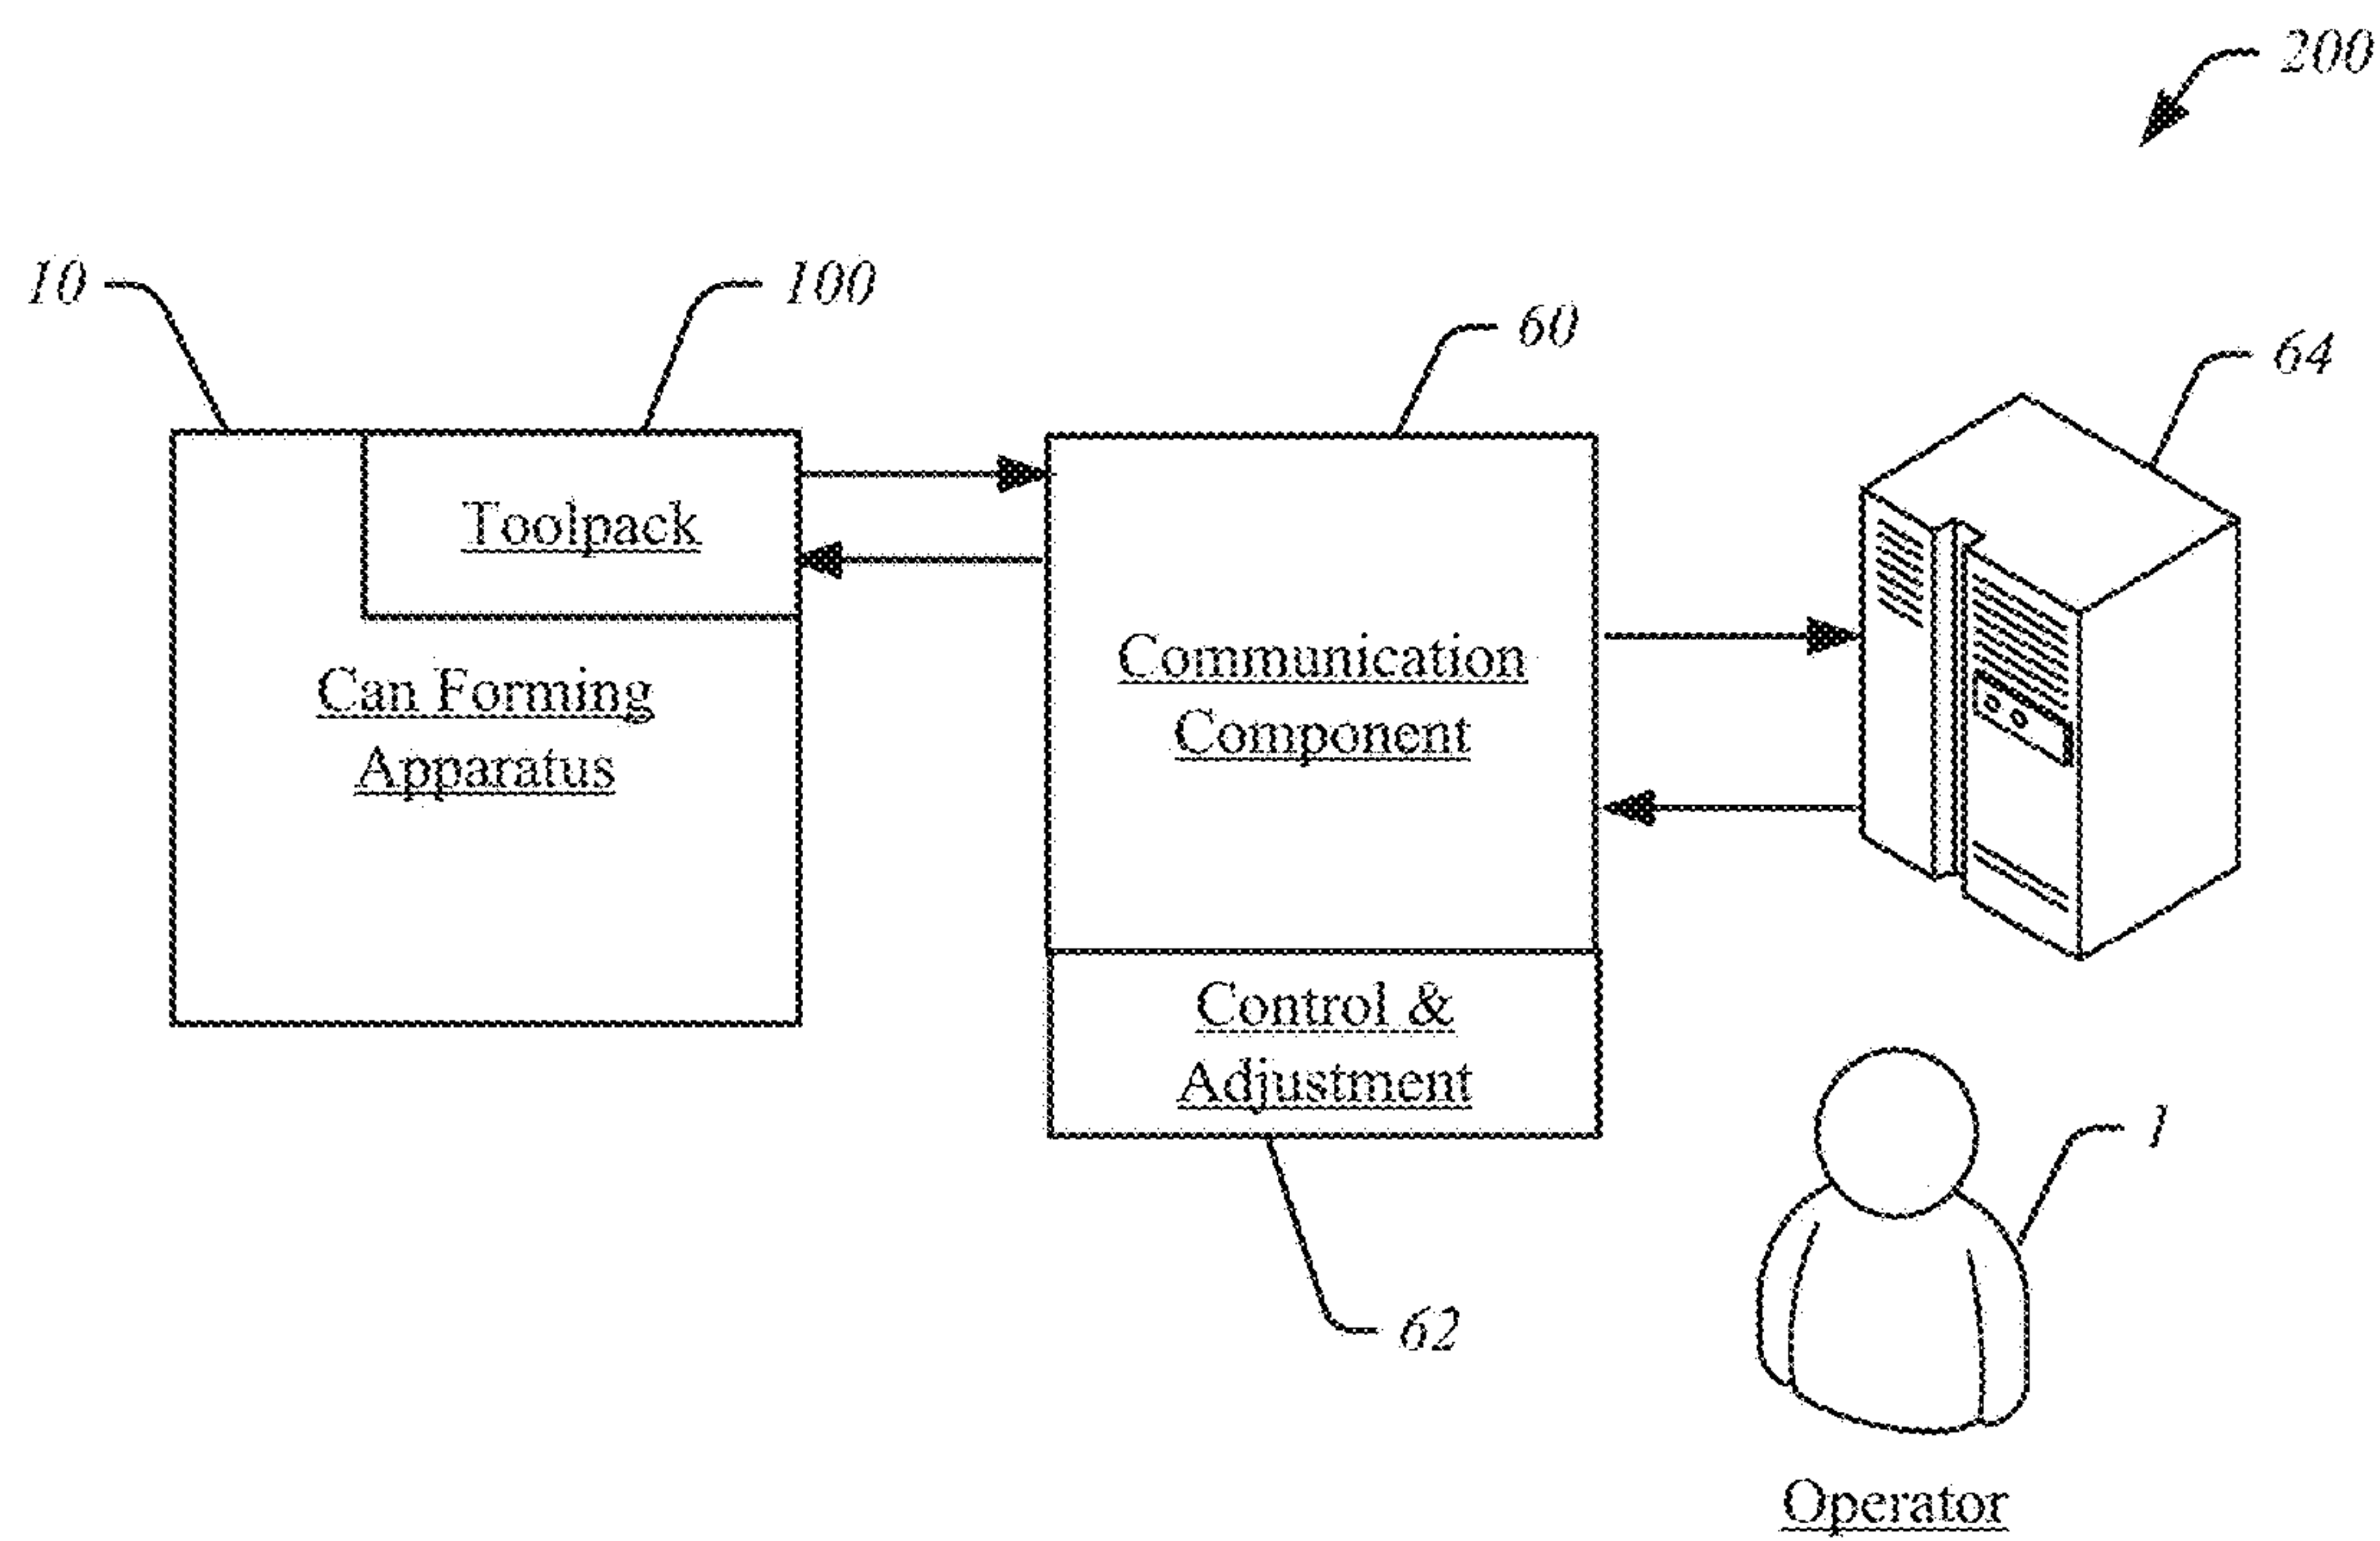 200
10
100
60
64
Toolpack
Can Forming
Apparatus
Communication
Component
Control &
Adjustment
1
62
Operator